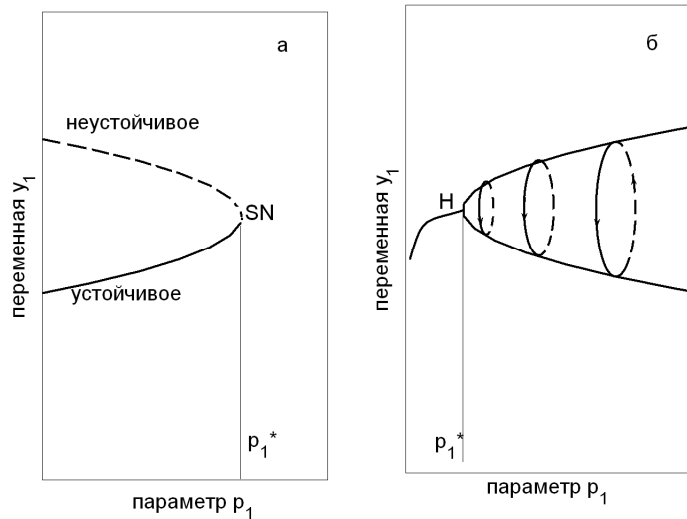 а
неустойчивое
SN
устойчивое
p₁*
переменная y₁
параметр p₁
б
H
p₁*
переменная y₁
параметр p₁